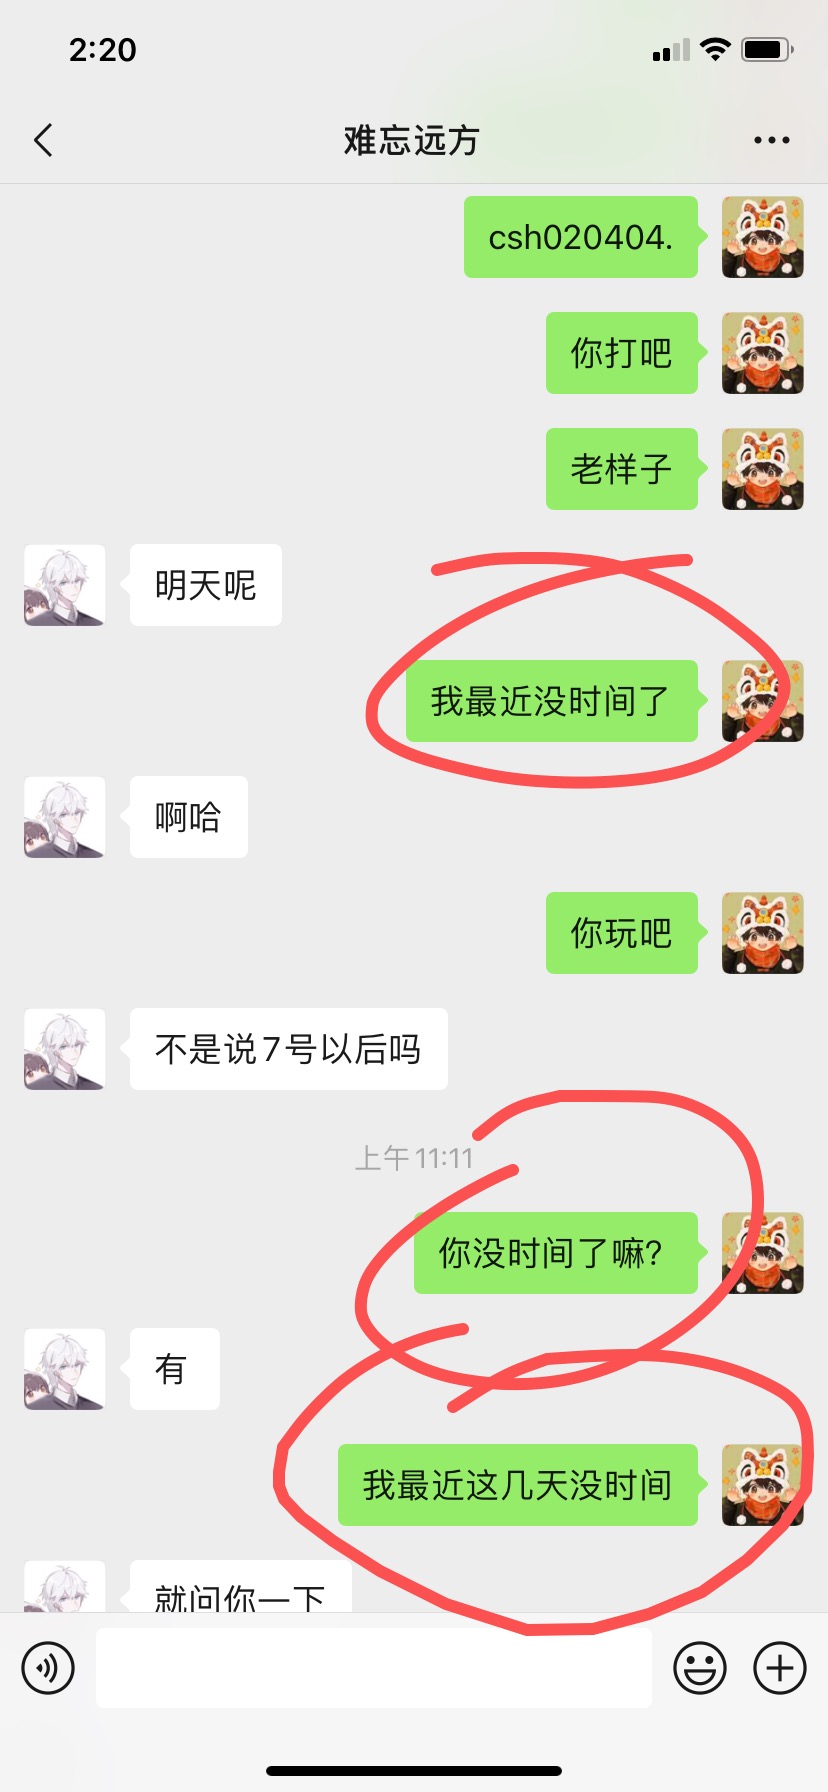 2:20
难忘远方
csh020404.
你打吧
老样子
明天呢
我最近没时间了
啊哈
你玩吧
不是说7号以后吗
上午 11:11
你没时间了嘛?
有
我最近这几天没时间
就问你一下